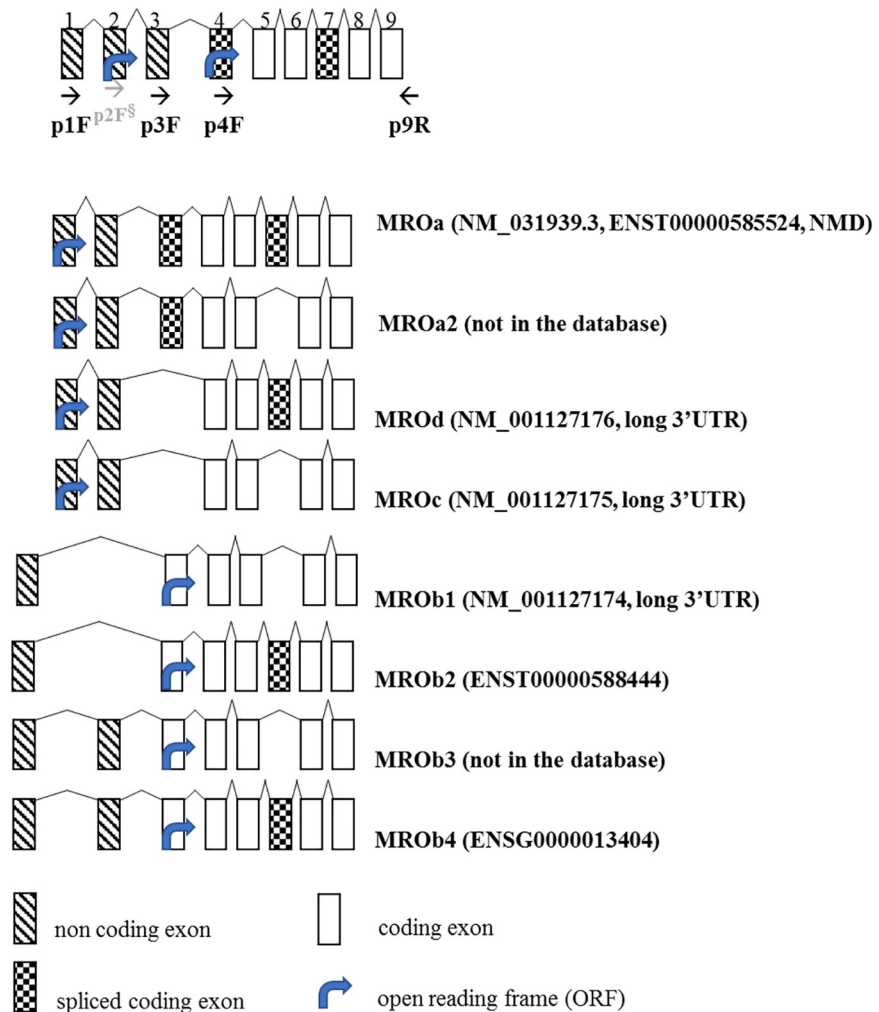 1 2 3 4 5 6 7 8 9
p1F p2F§ p3F p4F p9R
MROa (NM_031939.3, ENST00000585524, NMD)
MROa2 (not in the database)
MROd (NM_001127176, long 3’UTR)
MROc (NM_001127175, long 3’UTR)
MROb1 (NM_001127174, long 3’UTR)
MROb2 (ENST00000588444)
MROb3 (not in the database)
MROb4 (ENSG0000013404)
non coding exon
coding exon
spliced coding exon
open reading frame (ORF)